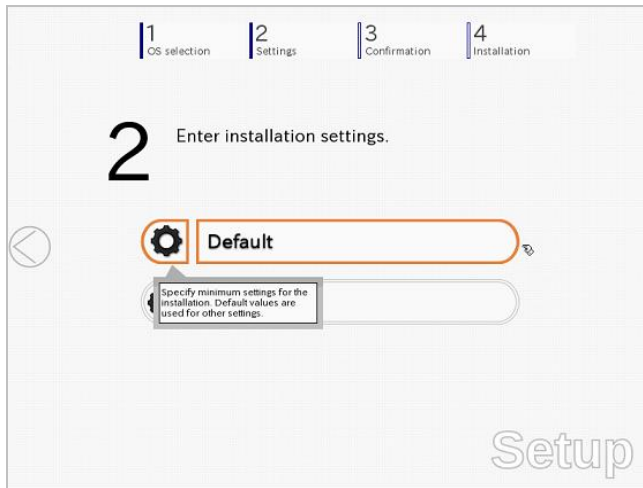 1
OS selection
2
Settings
3
Confirmation
4
Installation
2
Enter installation settings.
Default
Specify minimum settings for the
installation. Default values are
used for other settings.
Setup